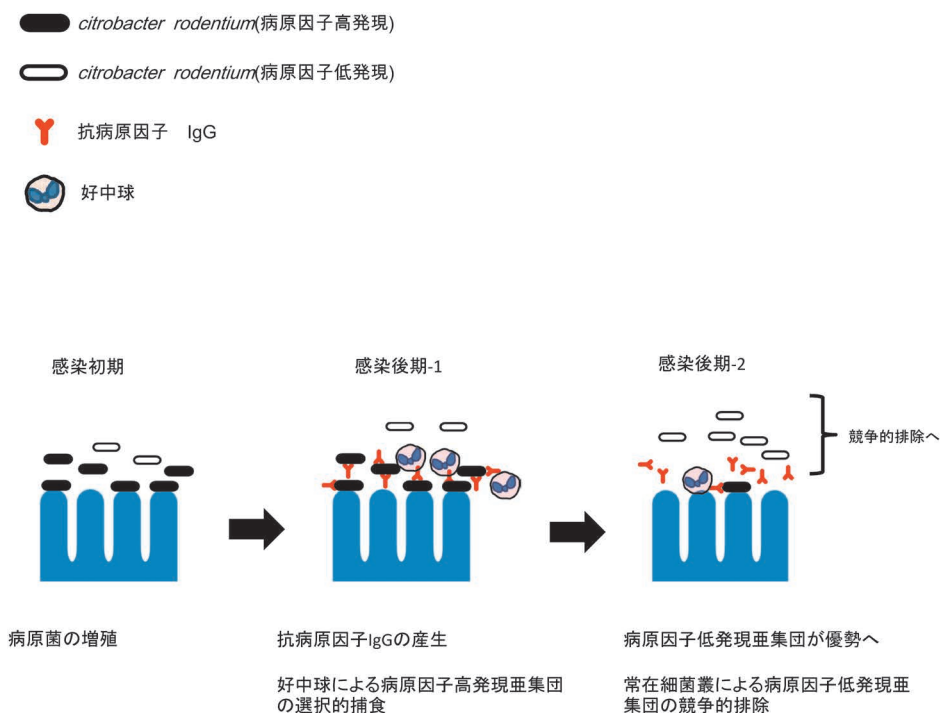 citrobacter rodentium(病原因子高発現)
citrobacter rodentium(病原因子低発現)
抗病原因子 IgG
好中球
感染初期
感染後期-1
感染後期-2
競争的排除へ
病原菌の増殖
抗病原因子IgGの産生
好中球による病原因子高発現亜集団
の選択的捕食
病原因子低発現亜集団が優勢へ
常在細菌叢による病原因子低発現亜
集団の競争的排除